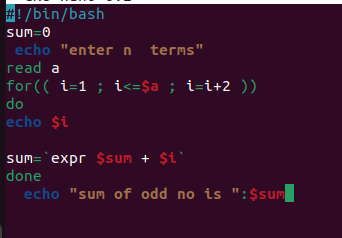 #!/bin/bash
sum=0
 echo "enter n  terms"
read a
for(( i=1 ; i<=$a ; i=i+2 ))
do
echo $i

sum=`expr $sum + $i`
done
  echo "sum of odd no is ":$sum